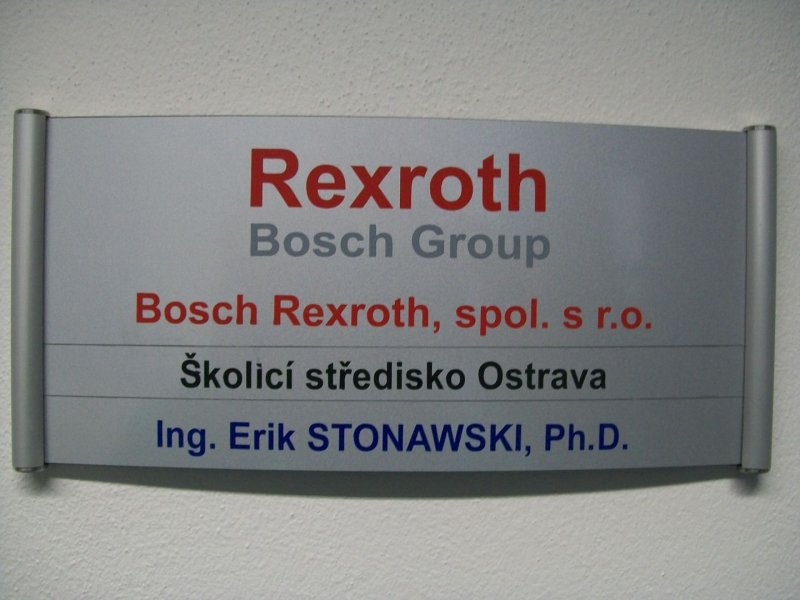 Rexroth
Bosch Group
Bosch Rexroth, spol. s r.o.
Školicí středisko Ostrava
Ing. Erik STONAWSKI, Ph.D.